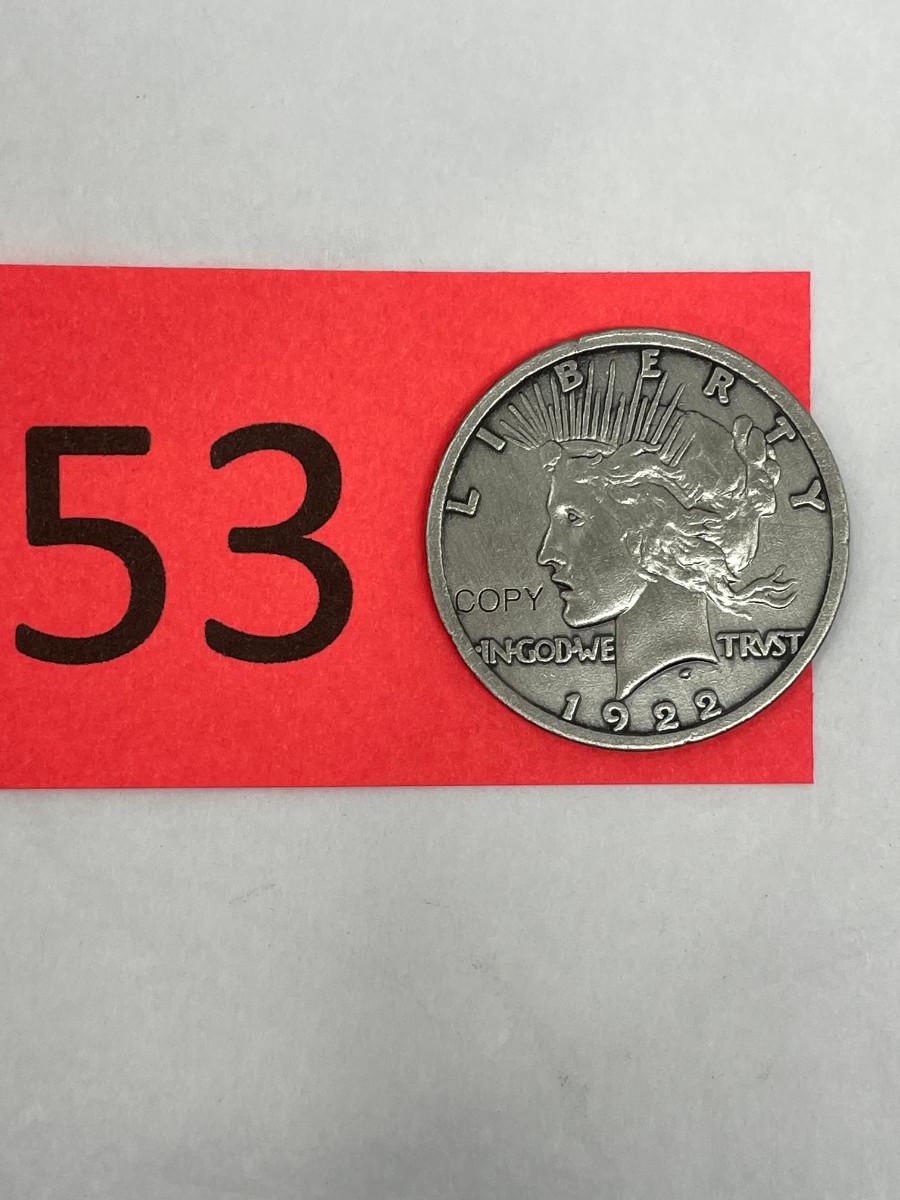 53
LIBERTY
COPY
IN·GOD·WE TRVST
1922